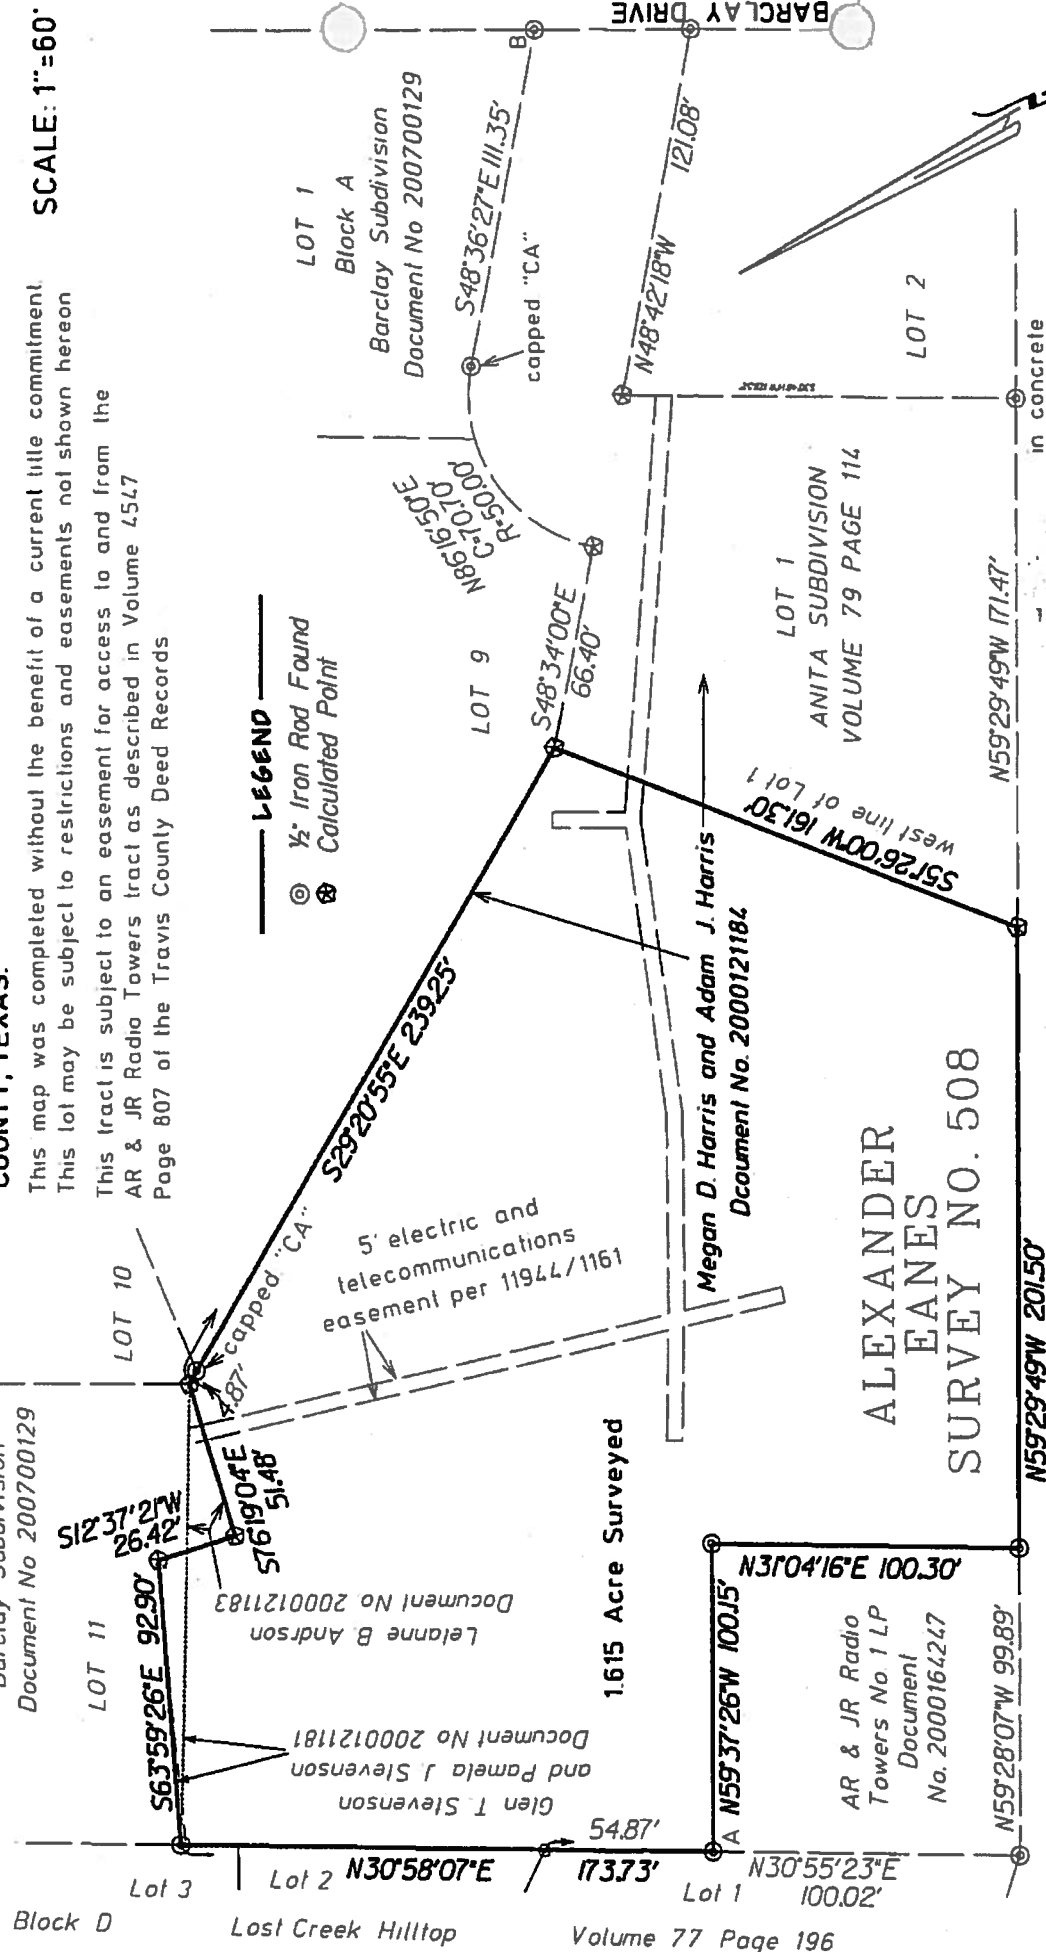 SCALE: 1"=60'
COUNTY, TEXAS.
This map was completed without the benefit of a current title commitment.
This lot may be subject to restrictions and easements not shown hereon
This tract is subject to an easement for access to and from the
AR & JR Radio Towers tract as described in Volume 4547
Page 807 of the Travis County Deed Records
LEGEND
½" Iron Rod Found
Calculated Point
Barclay Subdivision
Document No 200700129
LOT 11
LOT 10
LOT 9
LOT 1
Block A
Barclay Subdivision
Document No 200700129
BARCLAY DRIVE
B
S48°36'27"E 111.35'
capped "CA"
N86°16'50"E
C=70.70'
R=50.00'
N48°42'18"W 121.08'
S48°34'00"E
66.40'
LOT 2
in concrete
LOT 1
ANITA SUBDIVISION
VOLUME 79 PAGE 114
N59°29'49"W 171.47'
S51°26'00"W 161.30'
west line of Lot 1
S29°20'55"E 239.25'
Megan D. Harris and Adam J. Harris
Dcoument No. 2000121184
capped "CA"
4.87'
5' electric and
telecommunications
easement per 11944/1161
S76°19'04"E
51.48'
S12°37'21"W
26.42'
S63°59'26"E 92.90'
Lelanne B Andrson
Document No. 2000121183
Glen T. Stevenson
and Pamela J. Stevenson
Document No 2000121181
1.615 Acre Surveyed
ALEXANDER
EANES
SURVEY NO. 508
N59°29'49"W 201.50'
N31°04'16"E 100.30'
N59°37'26"W 100.15'
A
AR & JR Radio
Towers No. 1 LP
Document
No. 2000164247
N59°28'07"W 99.89'
N30°55'23"E
100.02'
54.87'
N30°58'07"E 173.73'
Lot 3
Lot 2
Lot 1
Block D
Lost Creek Hilltop
Volume 77 Page 196